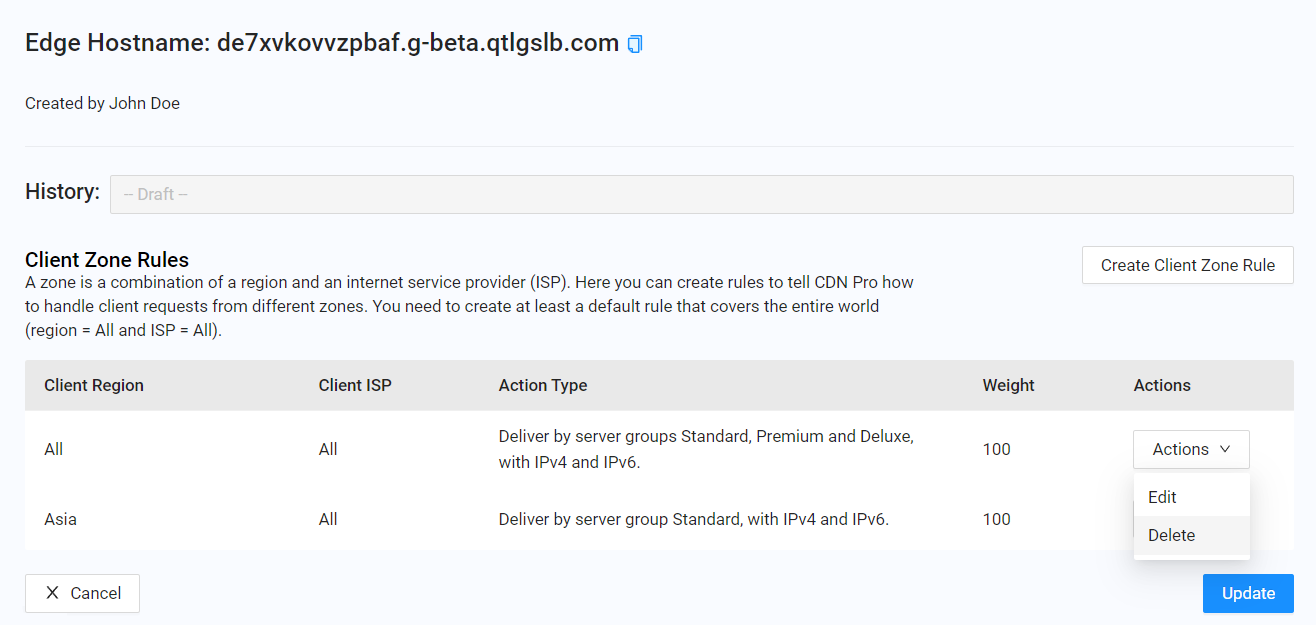 Edge Hostname: de7xvkovvzpbaf.g-beta.qtlgslb.com
Created by John Doe
History:
-- Draft --
Client Zone Rules
A zone is a combination of a region and an internet service provider (ISP). Here you can create rules to tell CDN Pro how
to handle client requests from different zones. You need to create at least a default rule that covers the entire world
(region = All and ISP = All).
Create Client Zone Rule
Client Region Client ISP Action Type Weight Actions
All All Deliver by server groups Standard, Premium and Deluxe,
with IPv4 and IPv6.
100 Actions
Edit
Delete
Asia All Deliver by server group Standard, with IPv4 and IPv6. 100
Cancel
Update